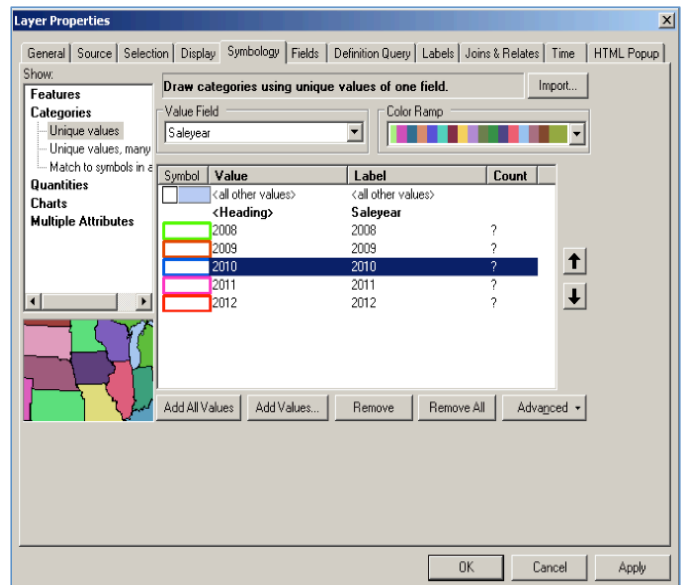 Layer Properties
General Source Selection Display Symbology Fields Definition Query Labels Joins & Relates Time HTML Popup
Show:
Features
Categories
Unique values
Unique values, many
Match to symbols in a
Quantities
Charts
Multiple Attributes
Draw categories using unique values of one field.
Import...
Value Field
Saleyear
Color Ramp
Symbol Value Label Count
<all other values> <all other values>
<Heading> Saleyear
2008 2008 ?
2009 2009 ?
2010 2010 ?
2011 2011 ?
2012 2012 ?
Add All Values Add Values... Remove Remove All Advanced
OK Cancel Apply